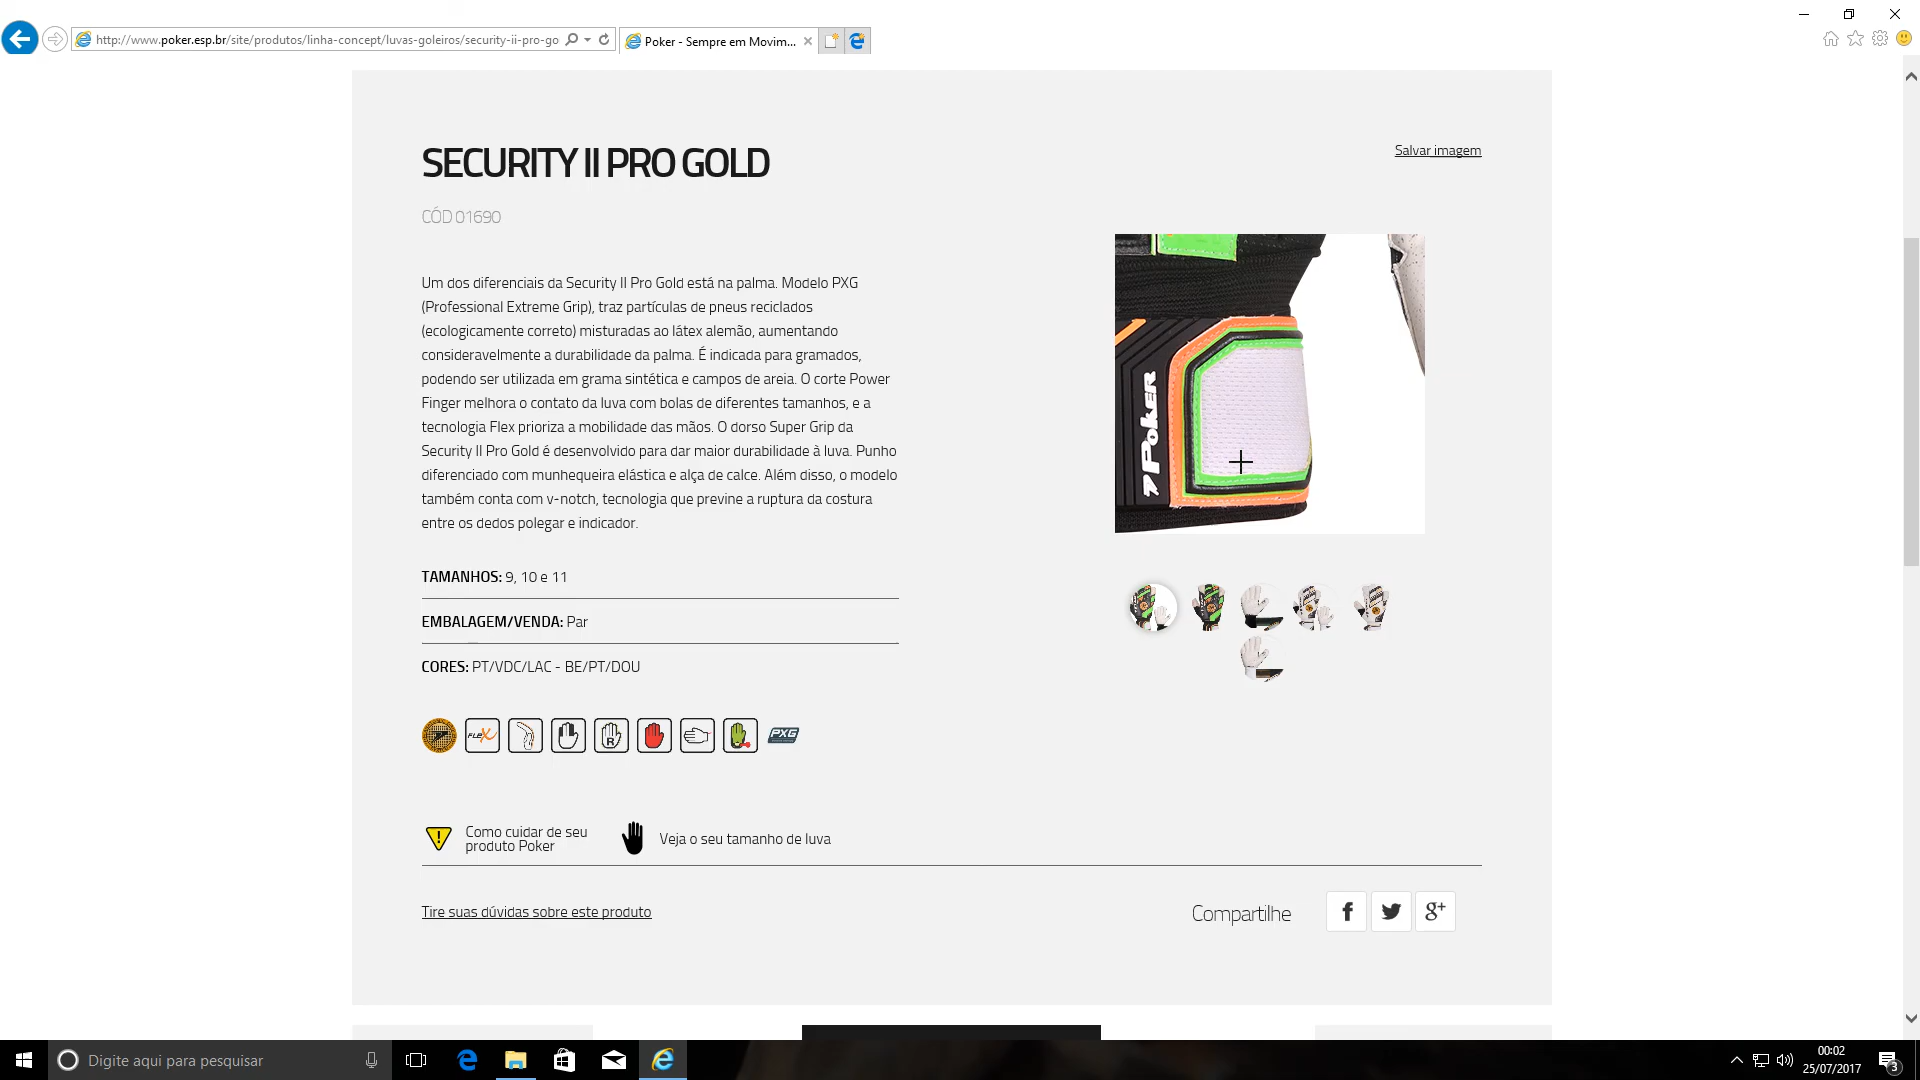 http://www.poker.esp.br/site/produtos/linha-concept/luvas-goleiros/security-ii-pro-go
Poker - Sempre em Movim...
SECURITY II PRO GOLD
Salvar imagem
CÓD 01690
Um dos diferenciais da Security II Pro Gold está na palma. Modelo PXG
(Professional Extreme Grip), traz partículas de pneus reciclados
(ecologicamente correto) misturadas ao látex alemão, aumentando
consideravelmente a durabilidade da palma. É indicada para gramados,
podendo ser utilizada em grama sintética e campos de areia. O corte Power
Finger melhora o contato da luva com bolas de diferentes tamanhos, e a
tecnologia Flex prioriza a mobilidade das mãos. O dorso Super Grip da
Security II Pro Gold é desenvolvido para dar maior durabilidade à luva. Punho
diferenciado com munhequeira elástica e alça de calce. Além disso, o modelo
também conta com v-notch, tecnologia que previne a ruptura da costura
entre os dedos polegar e indicador.
POKER
TAMANHOS: 9, 10 e 11
EMBALAGEM/VENDA: Par
CORES: PT/VDC/LAC - BE/PT/DOU
FLEX
R
PXG
Como cuidar de seu
produto Poker
Veja o seu tamanho de luva
Tire suas dúvidas sobre este produto
Compartilhe
f
g+
Digite aqui para pesquisar
00:02
25/07/2017
3